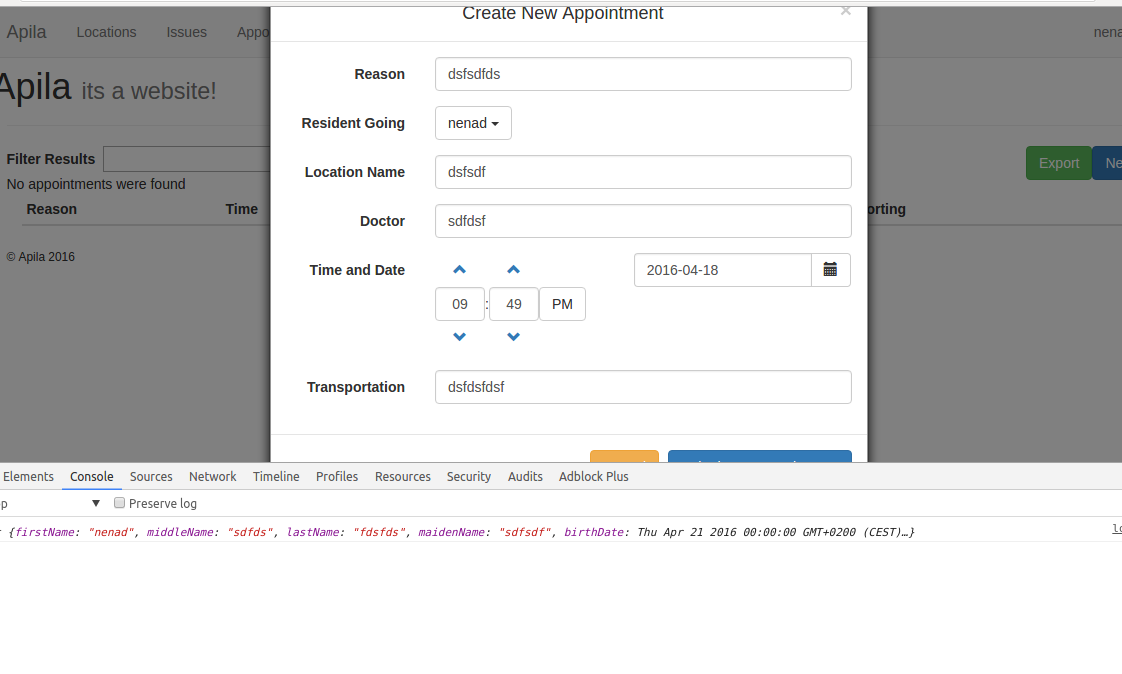 Create New Appointment ×
Apila Locations Issues Appo nena
Apila its a website!
Reason dsfsdfds
Resident Going nenad
Filter Results
Export Ne
Location Name dsfsdf
No appointments were found
Reason Time orting
Doctor sdfdsf
© Apila 2016
Time and Date 2016-04-18
09 : 49 PM
Transportation dsfdsfdsf
Elements Console Sources Network Timeline Profiles Resources Security Audits Adblock Plus
p ▼ Preserve log
{firstName: "nenad", middleName: "sdfds", lastName: "fdsfds", maidenName: "sdfsdf", birthDate: Thu Apr 21 2016 00:00:00 GMT+0200 (CEST)…}